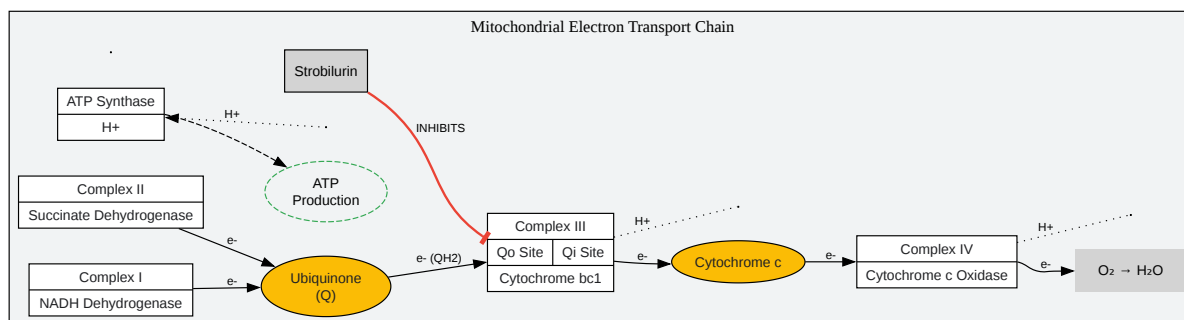 Mitochondrial Electron Transport Chain
Strobilurin
ATP Synthase
H+
H+
INHIBITS
ATP
Production
Complex II
Succinate Dehydrogenase
e-
Complex I
NADH Dehydrogenase
e-
Ubiquinone
(Q)
e- (QH2)
Complex III
Qo Site
Qi Site
Cytochrome bc1
H+
e-
Cytochrome c
e-
Complex IV
Cytochrome c Oxidase
H+
e-
O₂ → H₂O